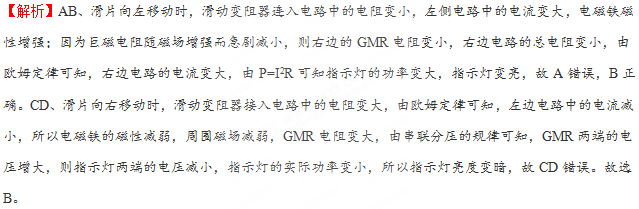 【解析】AB、滑片向左移动时，滑动变阻器连入电路中的电阻变小，左侧电路中的电流变大，电磁铁磁
性增强；因为巨磁电阻随磁场增强而急剧减小，则右边的 GMR 电阻变小，右边电路的总电阻变小，由
欧姆定律可知，右边电路的电流变大，由 P=I²R 可知指示灯的功率变大，指示灯变亮，故 A 错误，B 正
确。CD、滑片向右移动时，滑动变阻器接入电路中的电阻变大，由欧姆定律可知，左边电路中的电流减
小，所以电磁铁的磁性减弱，周围磁场减弱，GMR 电阻变大，由串联分压的规律可知，GMR 两端的电
压增大，则指示灯两端的电压减小，指示灯的实际功率变小，所以指示灯亮度变暗，故 CD 错误。故选
B。